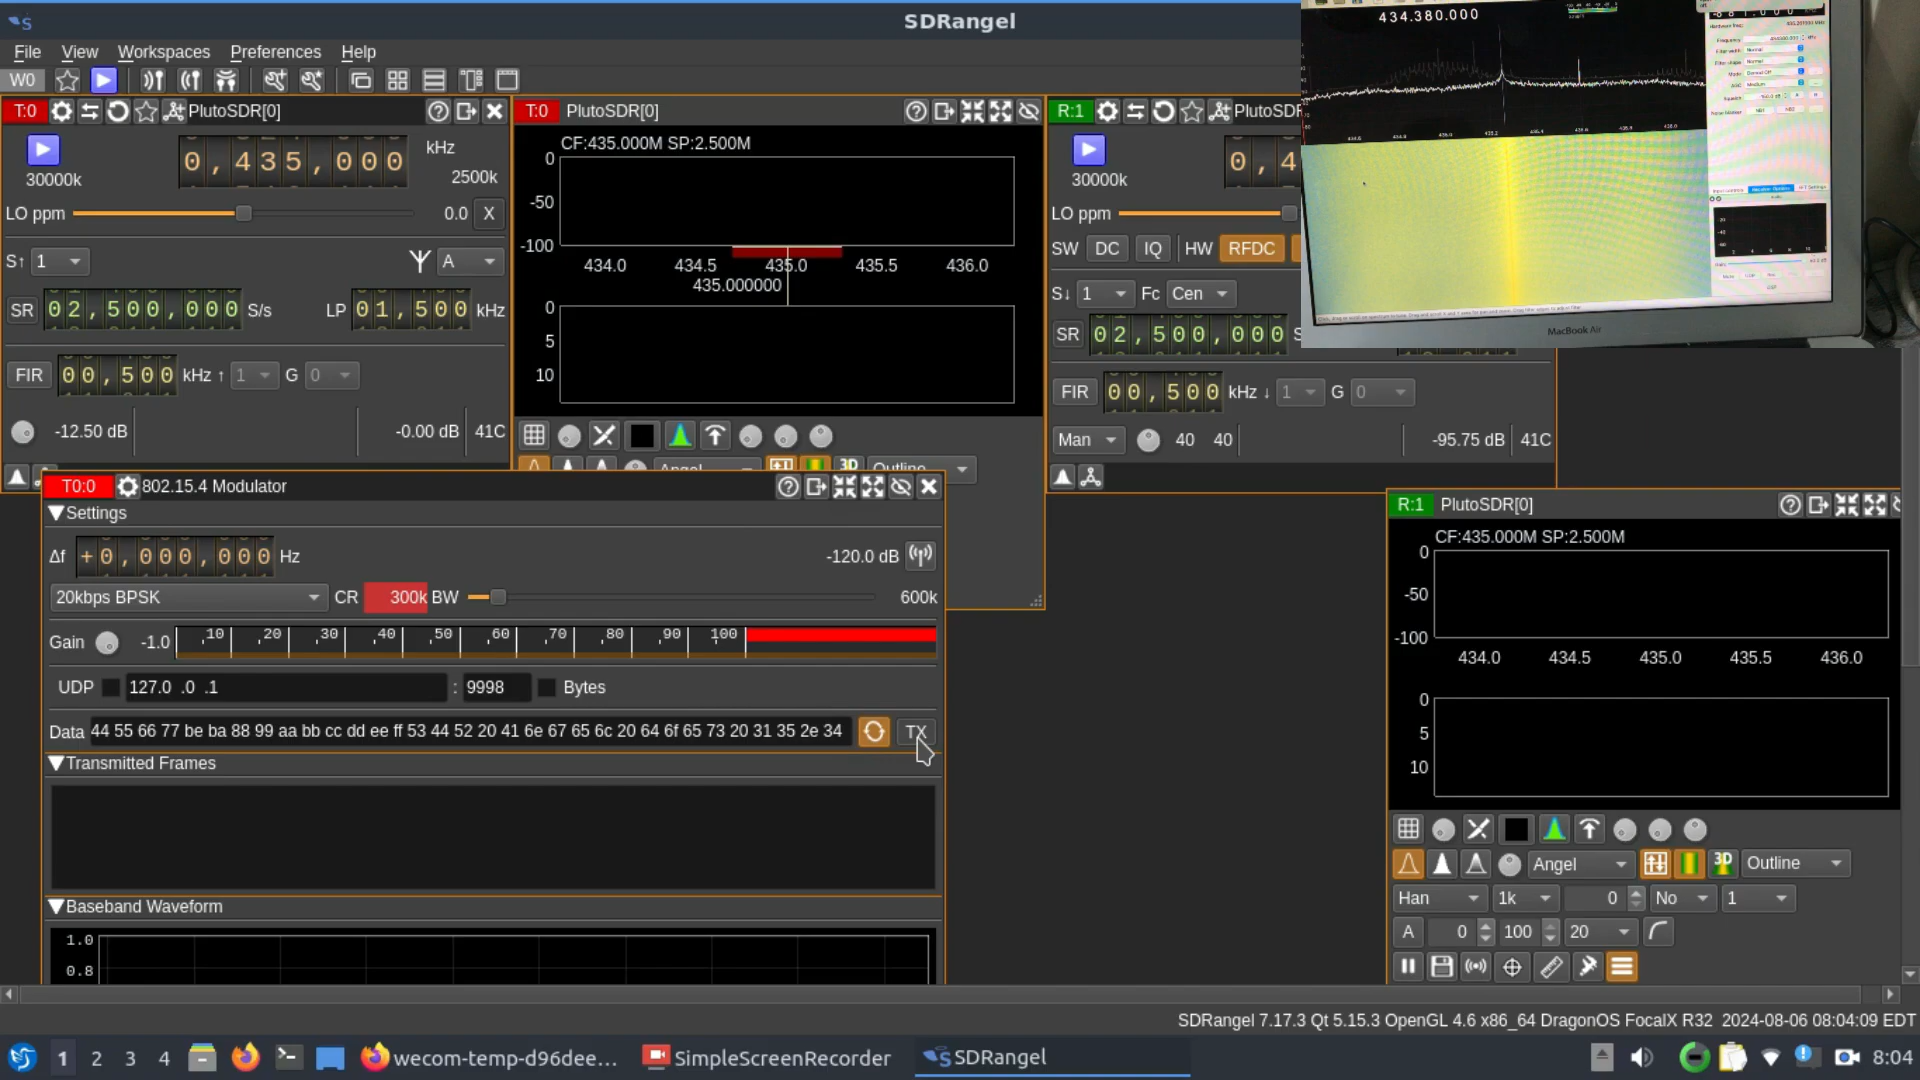 SDRangel
File View Workspaces Preferences Help
W0
T:0 PlutoSDR[0]
0,435,000 kHz
30000k 2500k
LO ppm 0.0 X
S↑ 1 A
SR 02,500,000 S/s LP 01,500 kHz
FIR 00,500 kHz ↑ 1 G 0
-12.50 dB -0.00 dB 41C
T:0 PlutoSDR[0]
CF:435.000M SP:2.500M
0
-50
-100
434.0 434.5 435.0 435.5 436.0
435.000000
0
5
10
Angel 3D Outline
R:1 PlutoSDR
0,4
30000k
LO ppm
SW DC IQ HW RFDC
S↓ 1 Fc Cen
SR 02,500,000
FIR 00,500 kHz ↓ 1 G 0
Man 40 40 -95.75 dB 41C
434.380.000
MacBook Air
T0:0 802.15.4 Modulator
Settings
Δf +0,000,000 Hz -120.0 dB
20kbps BPSK CR 300k BW 600k
Gain -1.0 10 20 30 40 50 60 70 80 90 100
UDP 127.0 .0 .1 : 9998 Bytes
Data 44 55 66 77 be ba 88 99 aa bb cc dd ee ff 53 44 52 20 41 6e 67 65 6c 20 64 6f 65 73 20 31 35 2e 34 TX
Transmitted Frames
Baseband Waveform
1.0
0.8
R:1 PlutoSDR[0]
CF:435.000M SP:2.500M
0
-50
-100
434.0 434.5 435.0 435.5 436.0
0
5
10
Angel 3D Outline
Han 1k 0 No 1
A 0 100 20
SDRangel 7.17.3 Qt 5.15.3 OpenGL 4.6 x86_64 DragonOS FocalX R32 2024-08-06 08:04:09 EDT
1 2 3 4 wecom-temp-d96dee... SimpleScreenRecorder SDRangel 8:04